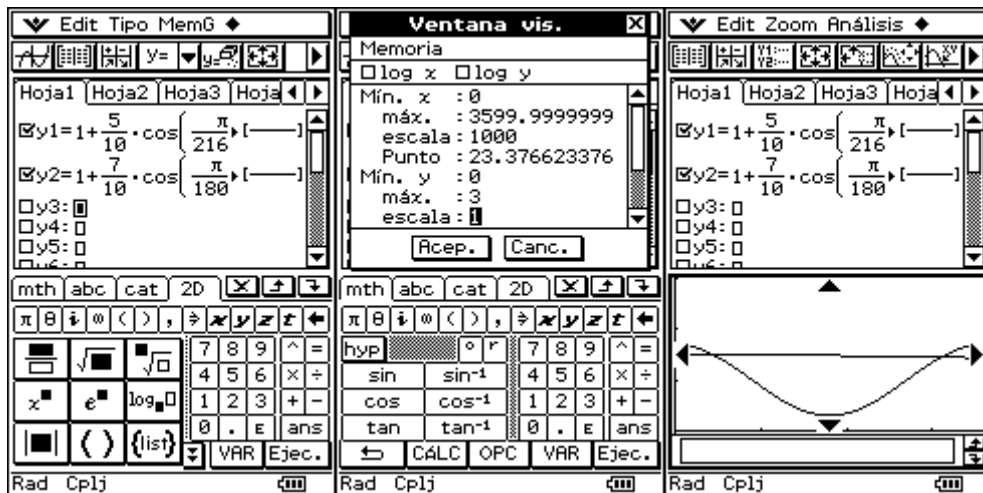 Edit Tipo MemG
y=
Hoja1 Hoja2 Hoja3 Hoja
y1=1+5/10·cos(π/216
y2=1+7/10·cos(π/180
y3:
y4:
y5:
mth abc cat 2D
π θ i ∞ ( ) , ⇒ x y z t
7 8 9 ^ =
4 5 6 × ÷
x e log
1 2 3 + −
0 . E ans
( ) {list}
VAR Ejec.
Rad Cplj
Ventana vis.
Memoria
log x log y
Mín. x :0
máx. :3599.9999999
escala:1000
Punto :23.376623376
Mín. y :0
máx. :3
escala:1
Acep. Canc.
mth abc cat 2D
π θ i ∞ ( ) , ⇒ x y z t
hyp ° r 7 8 9 ^ =
sin sin-1 4 5 6 × ÷
cos cos-1 1 2 3 + −
tan tan-1 0 . E ans
CALC OPC VAR Ejec.
Rad Cplj
Edit Zoom Análisis
Y1:
Y2:
Hoja1 Hoja2 Hoja3 Hoja
y1=1+5/10·cos(π/216
y2=1+7/10·cos(π/180
y3:
y4:
y5:
Rad Cplj